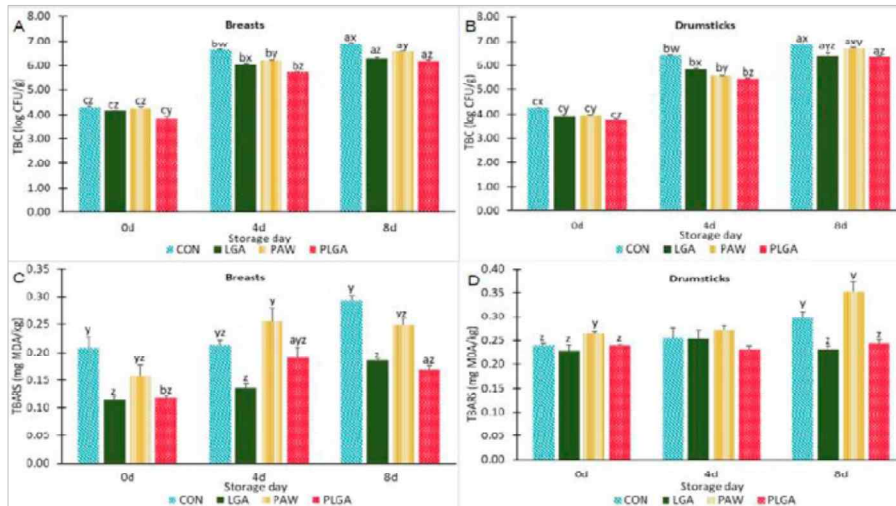 A Breasts
TBC (log CFU/g)
7.00
6.00
5.00
4.00
3.00
2.00
1.00
0.00
cz cz cz cy
bw bx by bz
ax az ay az
0d 4d 8d
Storage day
CON LGA PAW PLGA
B Drumsticks
TBC (log CFU/g)
7.00
6.00
5.00
4.00
3.00
2.00
1.00
0.00
cx cy cy cz
bw bx by bz
ax ayz axy az
0d 4d 8d
Storage day
CON LGA PAW PLGA
C Breasts
TBARS (mg MDA/kg)
0.35
0.30
0.25
0.20
0.15
0.10
0.05
0.00
y z yz bz
yz z y ayz
y z yz az
0d 4d 8d
Storage day
CON LGA PAW PLGA
D Drumsticks
TBARS (mg MDA/kg)
0.40
0.35
0.30
0.25
0.20
0.15
0.10
0.05
0.00
z z y z
y z y z
0d 4d 8d
Storage day
CON LGA PAW PLGA